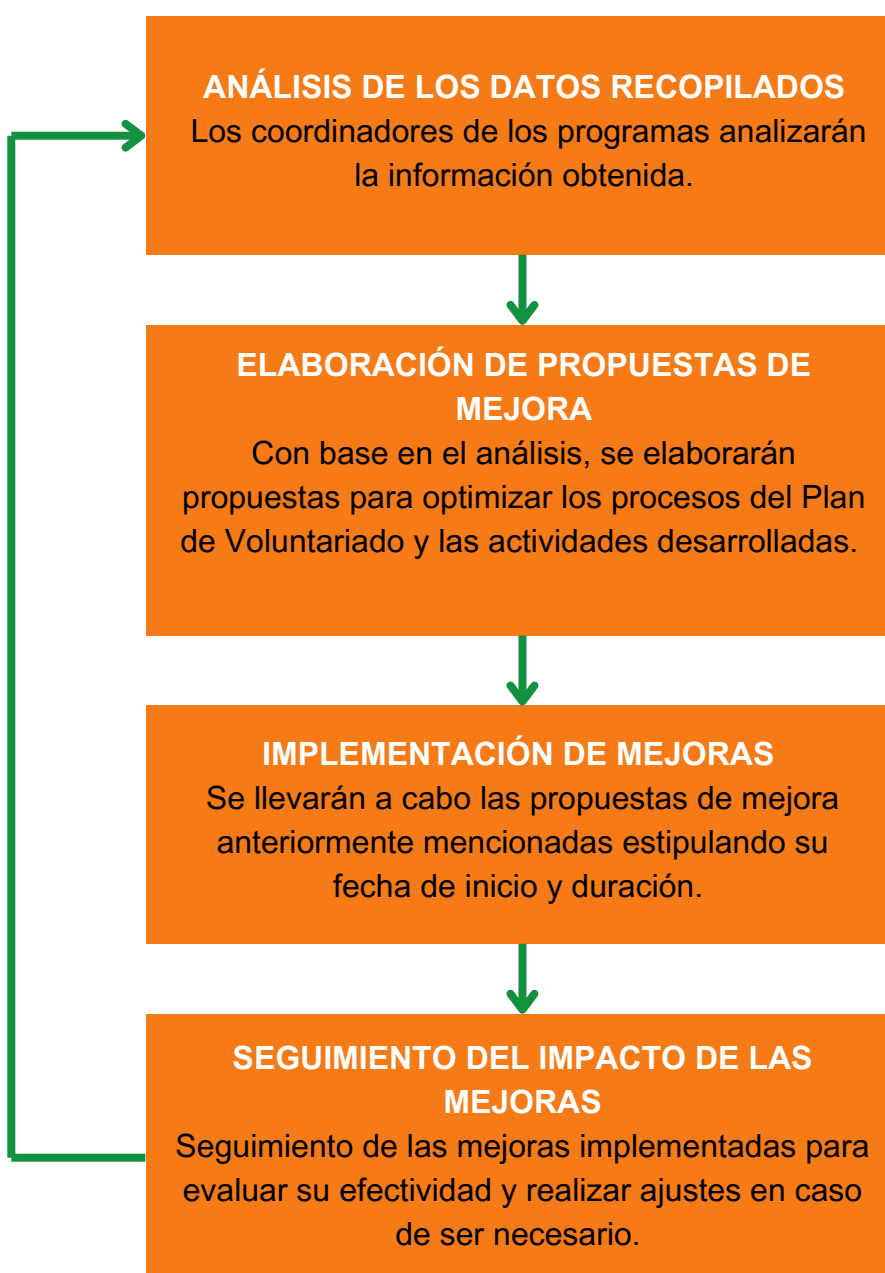 ANÁLISIS DE LOS DATOS RECOPILADOS
Los coordinadores de los programas analizarán
la información obtenida.
ELABORACIÓN DE PROPUESTAS DE
MEJORA
Con base en el análisis, se elaborarán
propuestas para optimizar los procesos del Plan
de Voluntariado y las actividades desarrolladas.
IMPLEMENTACIÓN DE MEJORAS
Se llevarán a cabo las propuestas de mejora
anteriormente mencionadas estipulando su
fecha de inicio y duración.
SEGUIMIENTO DEL IMPACTO DE LAS
MEJORAS
Seguimiento de las mejoras implementadas para
evaluar su efectividad y realizar ajustes en caso
de ser necesario.